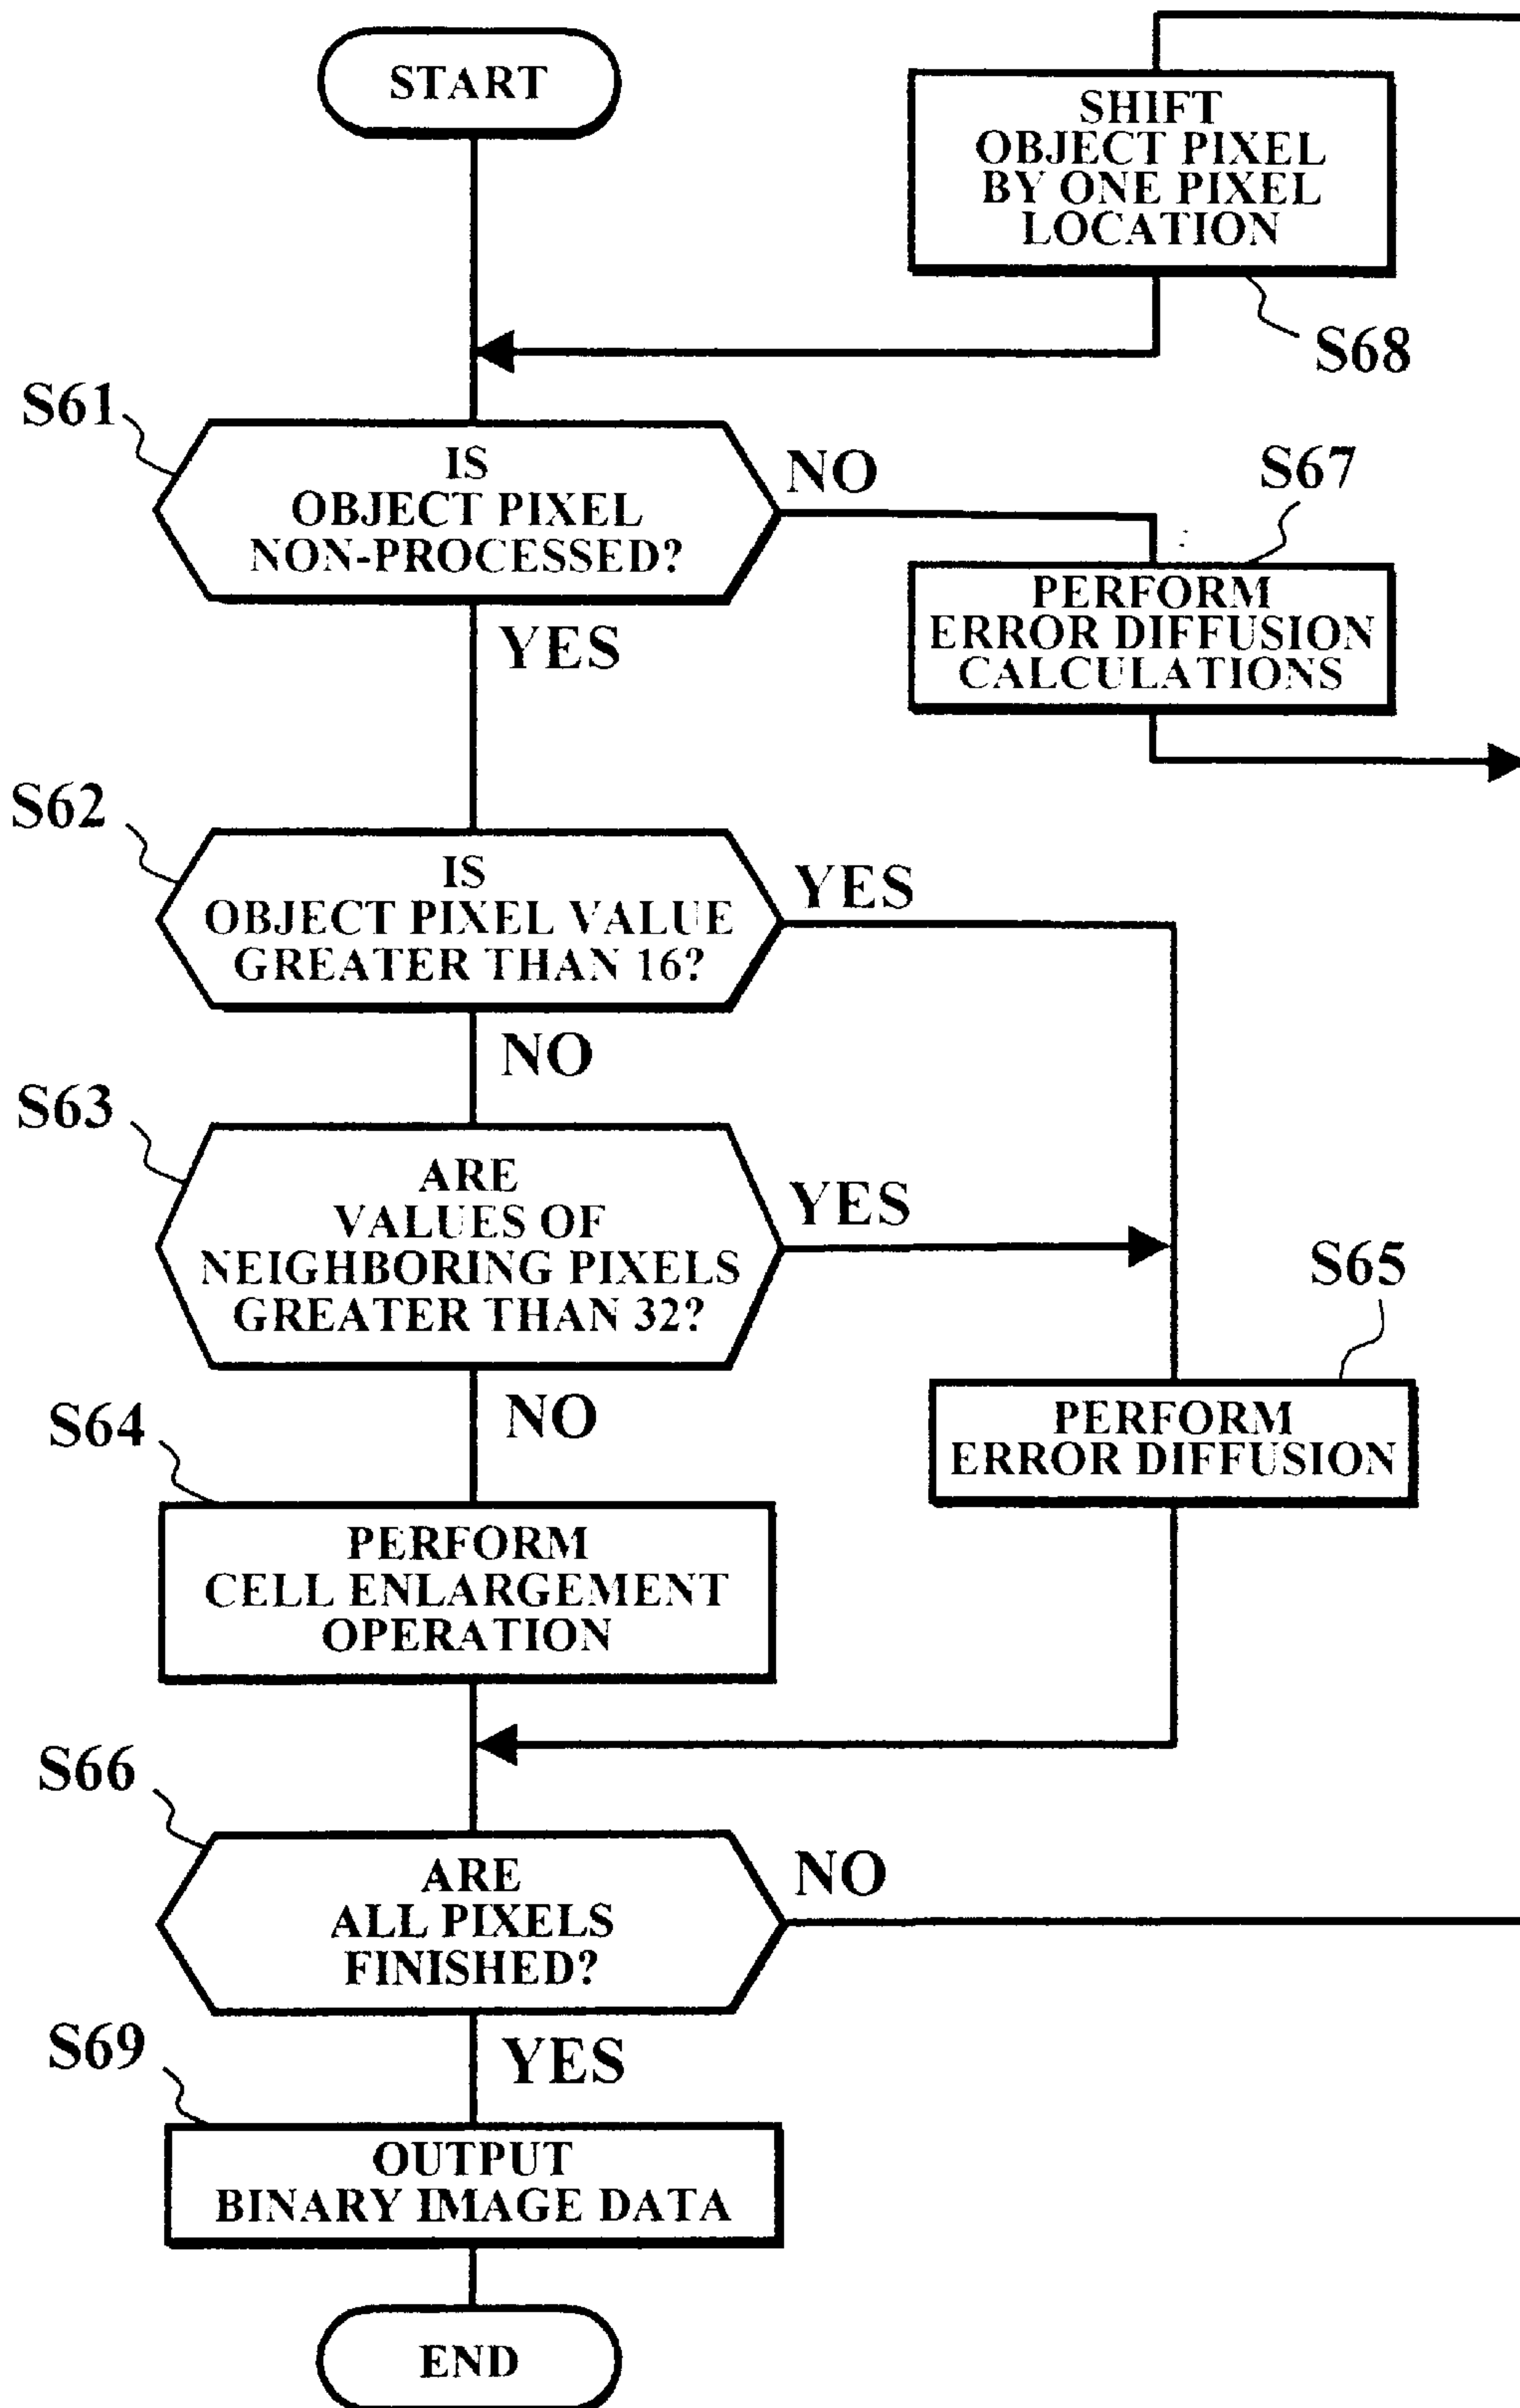 START
SHIFT
OBJECT PIXEL
BY ONE PIXEL
LOCATION
S68
S61
IS
OBJECT PIXEL
NON-PROCESSED?
NO
YES
S67
PERFORM
ERROR DIFFUSION
CALCULATIONS
S62
IS
OBJECT PIXEL VALUE
GREATER THAN 16?
YES
NO
S63
ARE
VALUES OF
NEIGHBORING PIXELS
GREATER THAN 32?
YES
NO
S65
PERFORM
ERROR DIFFUSION
S64
PERFORM
CELL ENLARGEMENT
OPERATION
S66
ARE
ALL PIXELS
FINISHED?
NO
YES
S69
OUTPUT
BINARY IMAGE DATA
END